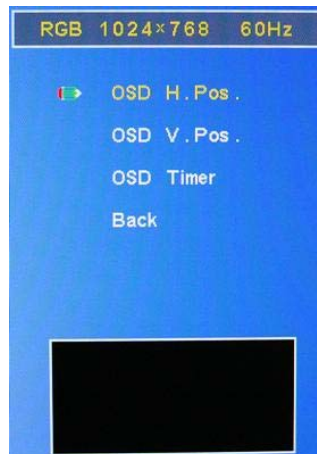 RGB 1024×768 60Hz
OSD H.Pos.
OSD V.Pos.
OSD Timer
Back